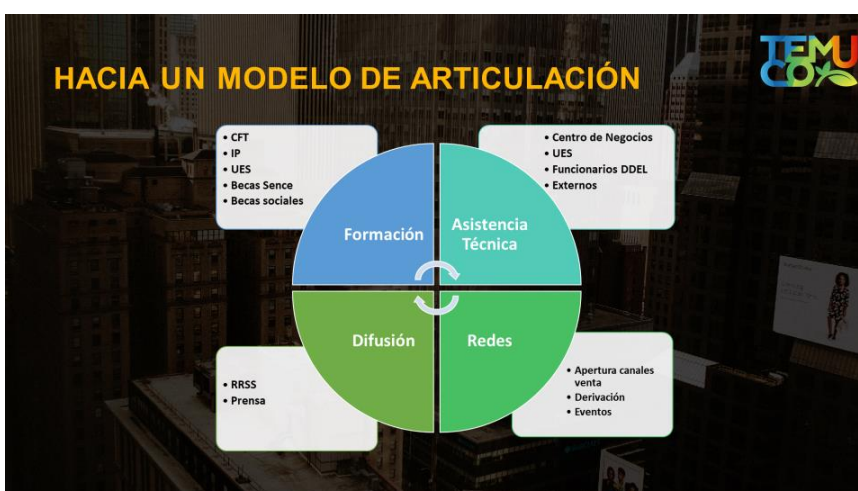 TEMU
CO
HACIA UN MODELO DE ARTICULACIÓN
• CFT
• IP
• UES
• Becas Sence
• Becas sociales
Formación
• Centro de Negocios
• UES
• Funcionarios DDEL
• Externos
Asistencia
Técnica
Difusión
• RRSS
• Prensa
Redes
• Apertura canales
venta
• Derivación
• Eventos